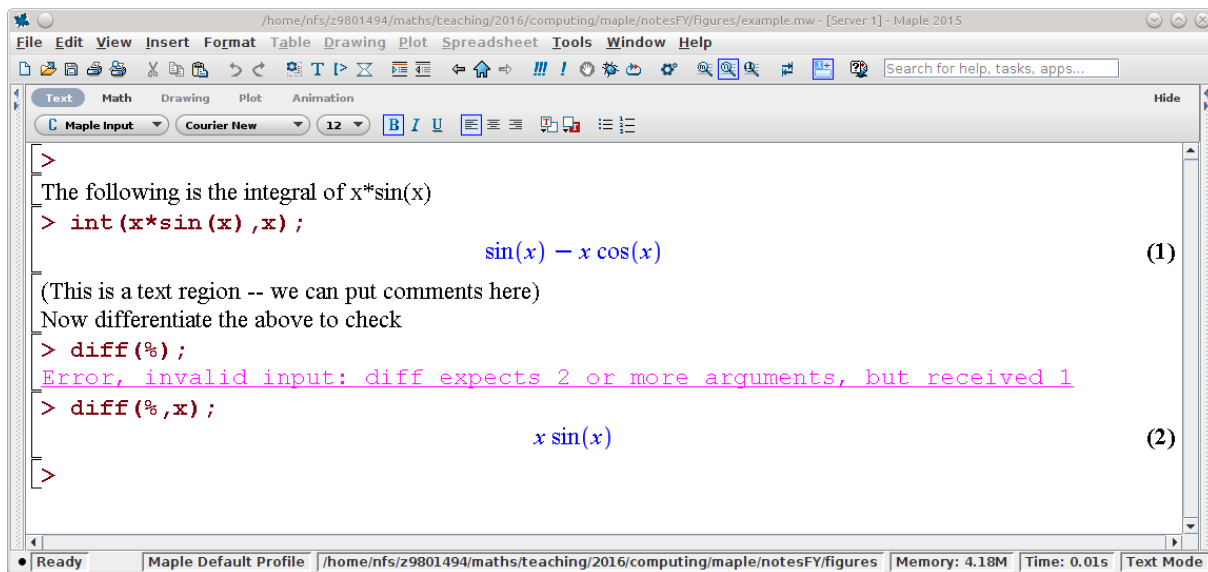 /home/nfs/z9801494/maths/teaching/2016/computing/maple/notesFY/figures/example.mw - [Server 1] - Maple 2015
File Edit View Insert Format Table Drawing Plot Spreadsheet Tools Window Help
Search for help, tasks, apps...
Text Math Drawing Plot Animation Hide
C Maple Input Courier New 12 B I U
>
The following is the integral of x*sin(x)
> int(x*sin(x),x);
sin(x) − x cos(x) (1)
(This is a text region -- we can put comments here)
Now differentiate the above to check
> diff(%);
Error, invalid input: diff expects 2 or more arguments, but received 1
> diff(%,x);
x sin(x) (2)
>
Ready Maple Default Profile /home/nfs/z9801494/maths/teaching/2016/computing/maple/notesFY/figures Memory: 4.18M Time: 0.01s Text Mode